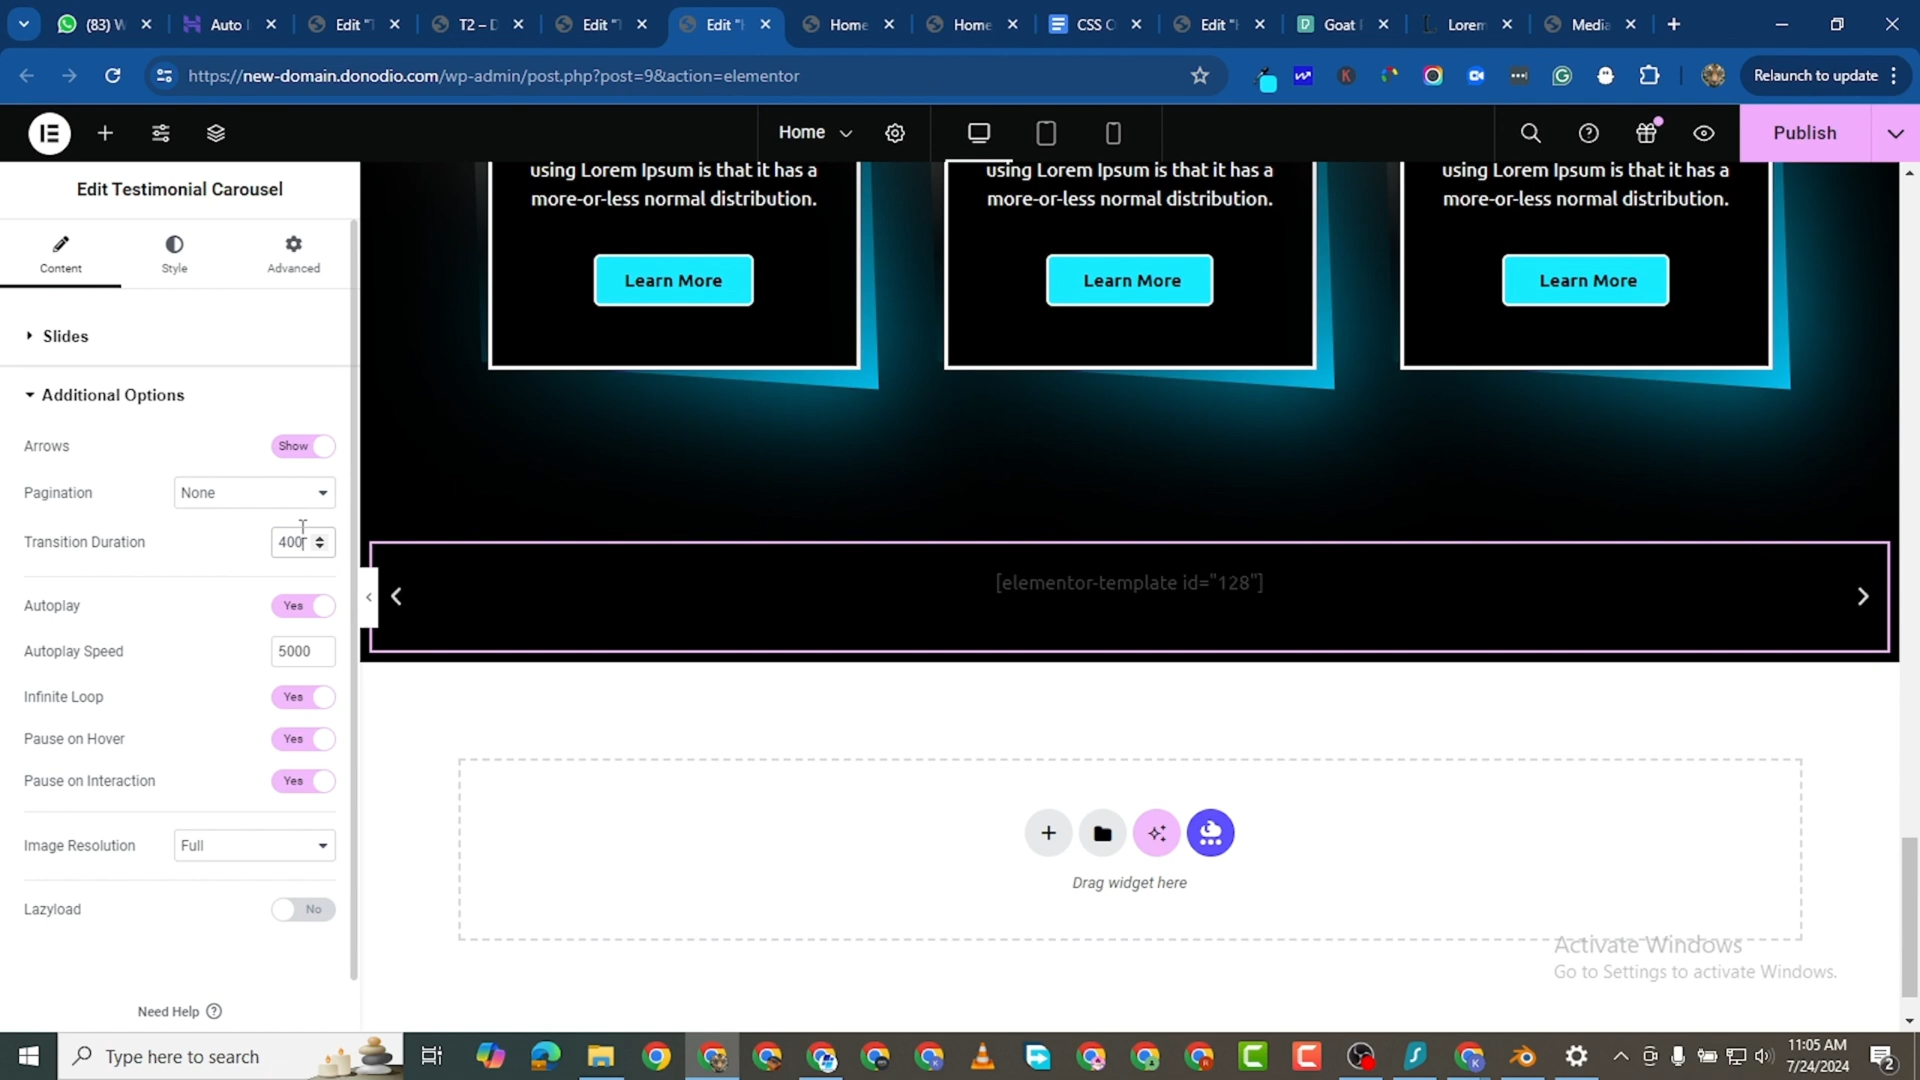 (83) W
Auto
Edit "T
T2 – D
Edit "T
Edit "H
Home
Home
CSS C
Edit "H
Goat
Lorem
Media
https://new-domain.donodio.com/wp-admin/post.php?post=9&action=elementor
Relaunch to update
Home
Publish
Edit Testimonial Carousel
Content
Style
Advanced
Slides
Additional Options
Arrows
Show
Pagination
None
Transition Duration
400
Autoplay
Yes
Autoplay Speed
5000
Infinite Loop
Yes
Pause on Hover
Yes
Pause on Interaction
Yes
Image Resolution
Full
Lazyload
No
Need Help
using Lorem Ipsum is that it has a
more-or-less normal distribution.
Learn More
using Lorem Ipsum is that it has a
more-or-less normal distribution.
Learn More
using Lorem Ipsum is that it has a
more-or-less normal distribution.
Learn More
[elementor-template id="128"]
Drag widget here
Activate Windows
Go to Settings to activate Windows.
Type here to search
11:05 AM
7/24/2024
2